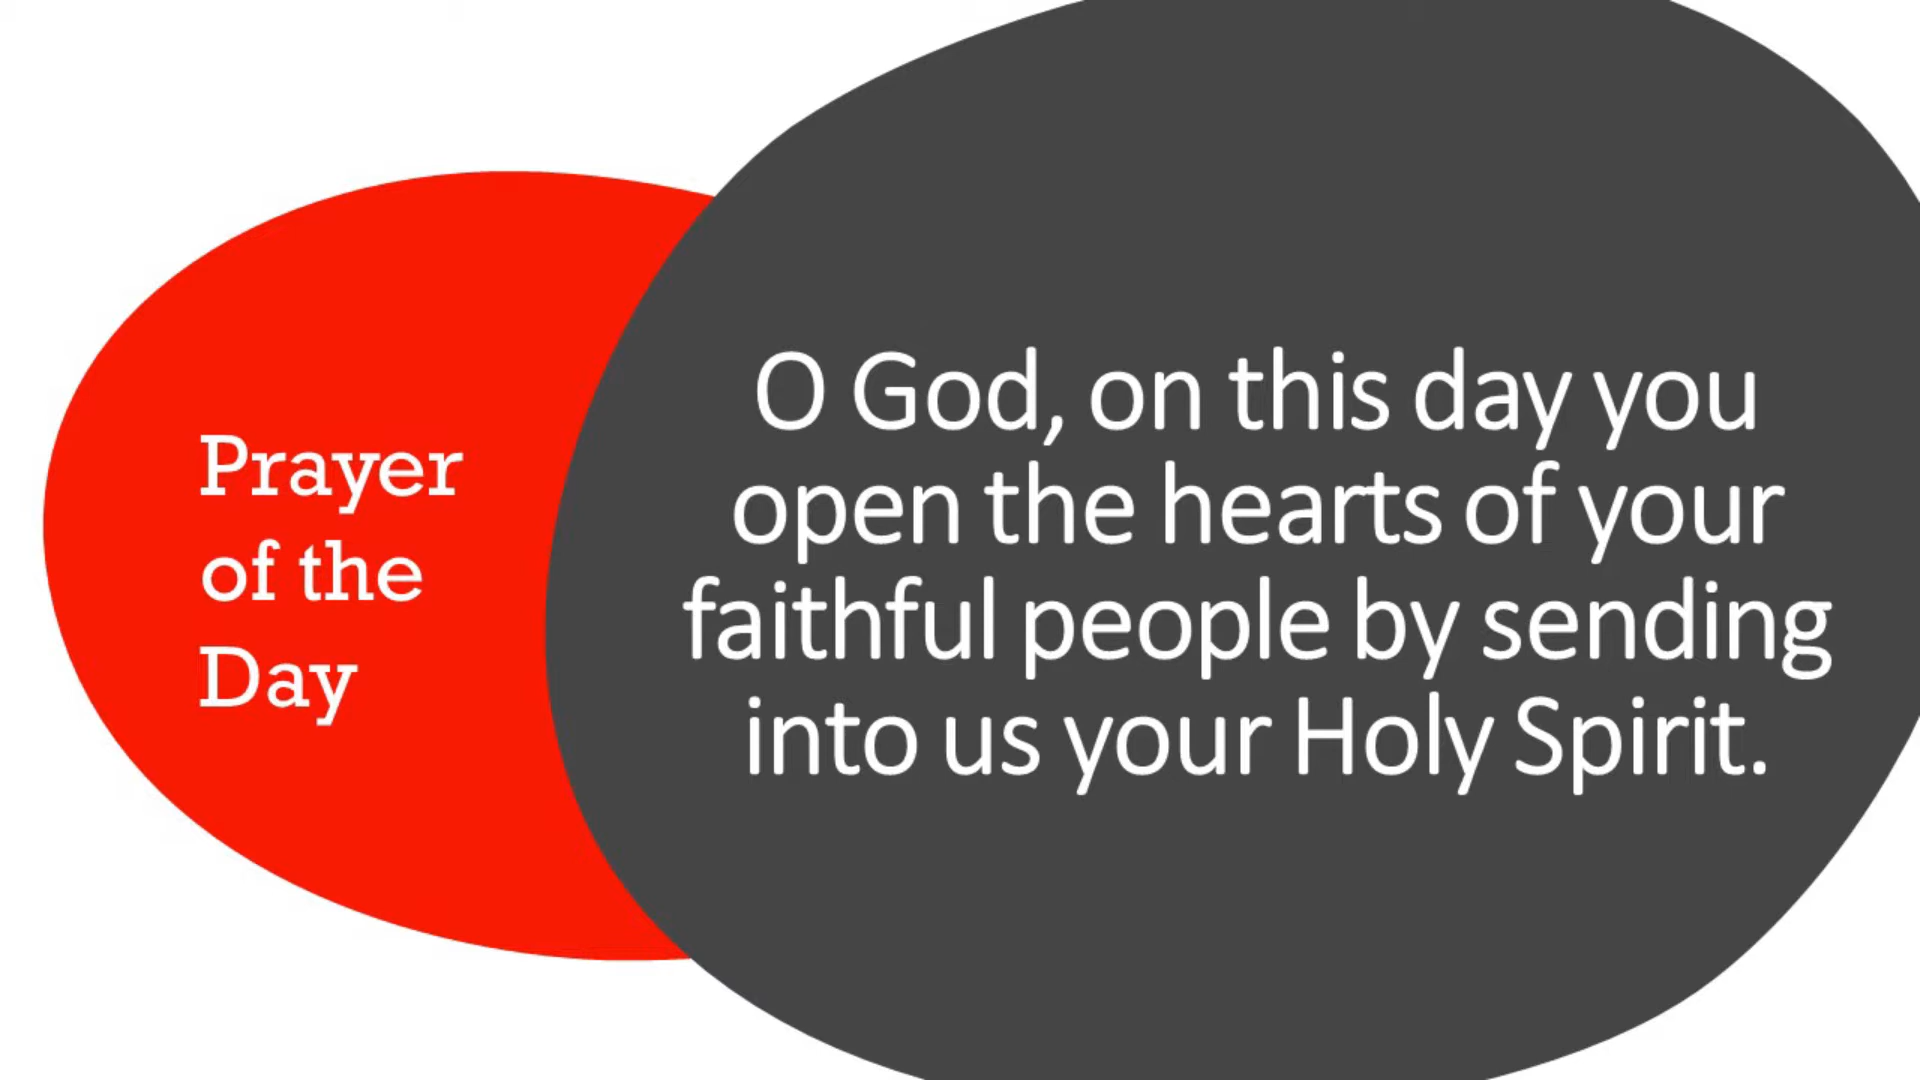 Prayer
of the
Day
O God, on this day you
open the hearts of your
faithful people by sending
into us your Holy Spirit.